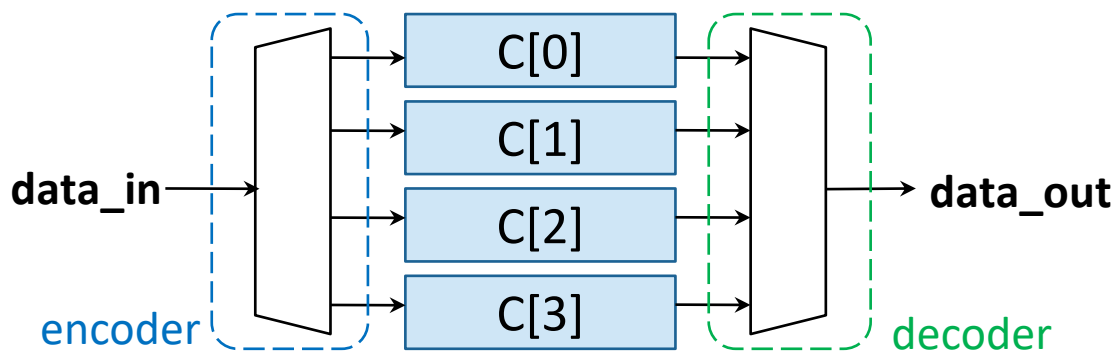 C[0]
C[1]
data_in
data_out
C[2]
C[3]
encoder
decoder